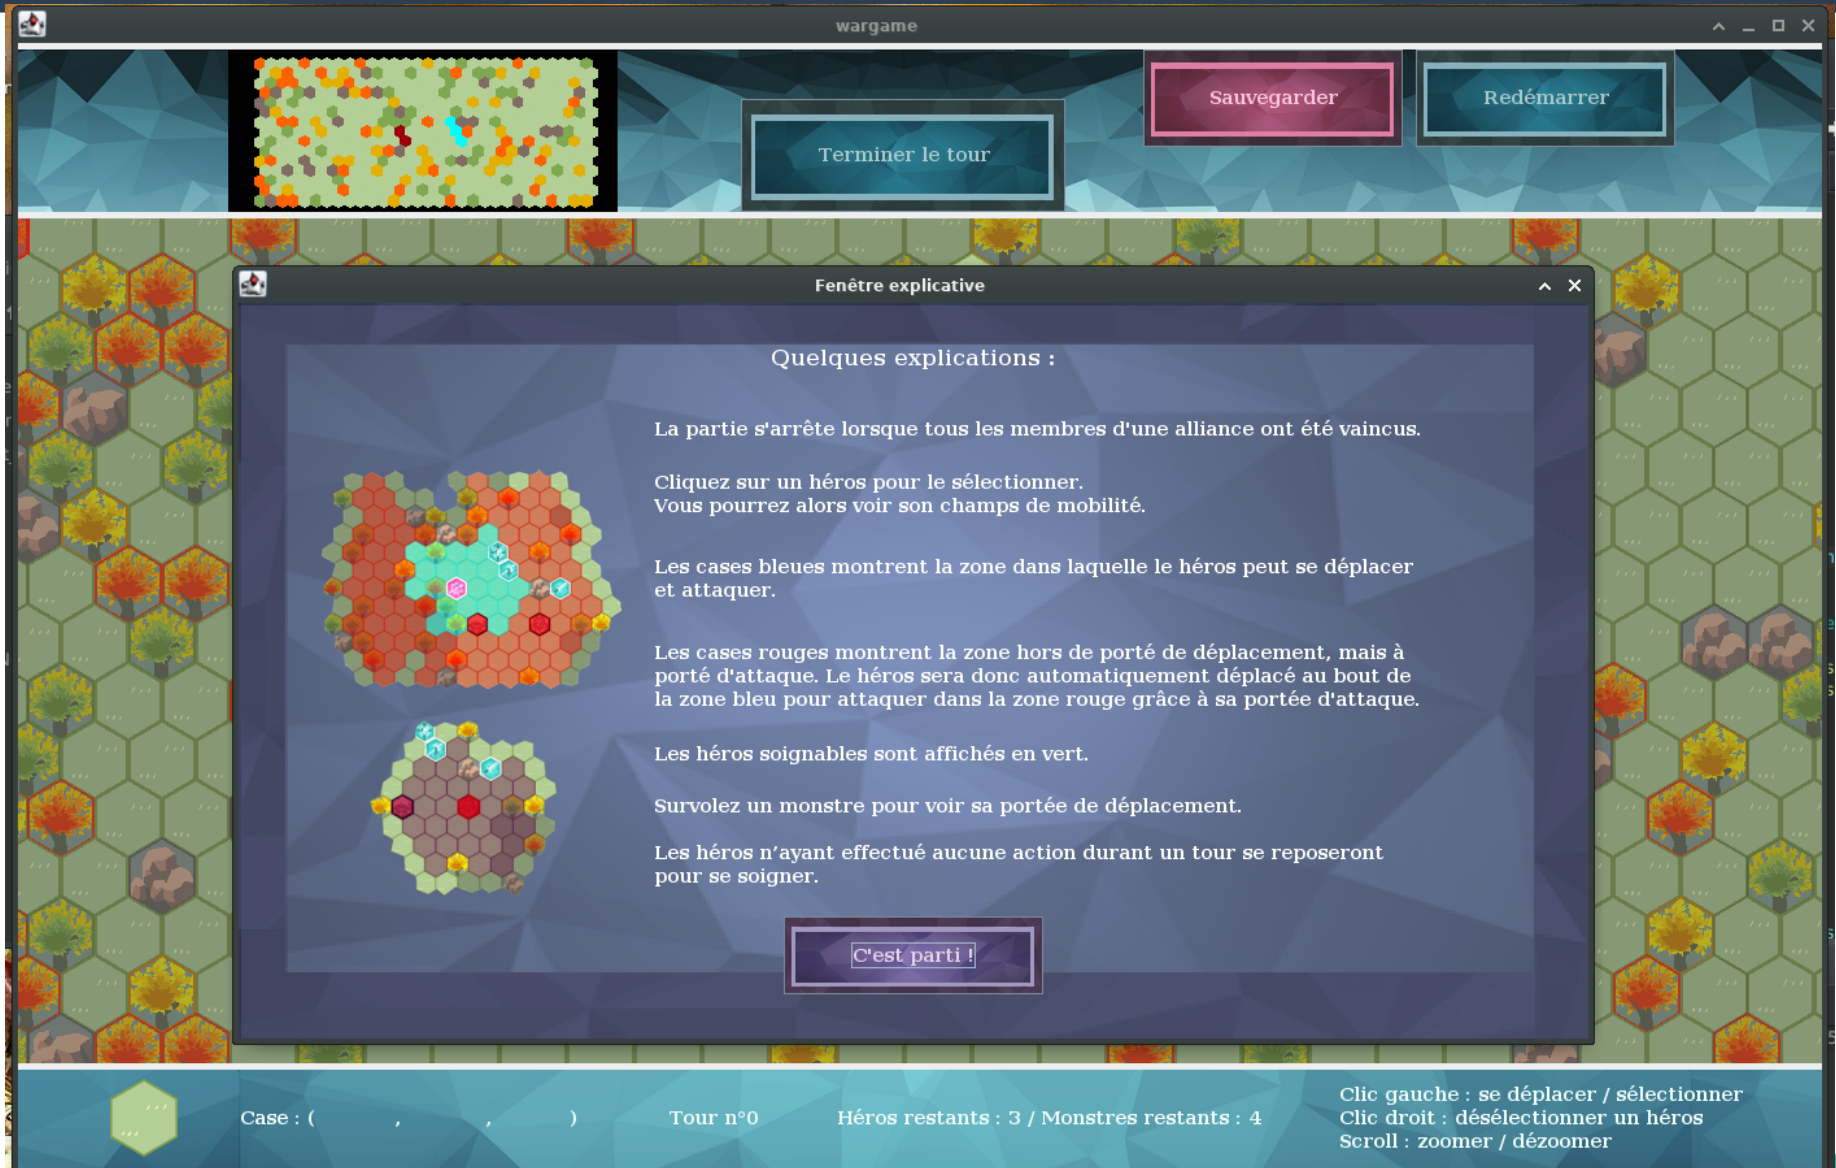 wargame
Sauvegarder
Redémarrer
Terminer le tour
Fenêtre explicative
Quelques explications :
La partie s'arrête lorsque tous les membres d'une alliance ont été vaincus.
Cliquez sur un héros pour le sélectionner.
Vous pourrez alors voir son champs de mobilité.
Les cases bleues montrent la zone dans laquelle le héros peut se déplacer
et attaquer.
Les cases rouges montrent la zone hors de porté de déplacement, mais à
porté d'attaque. Le héros sera donc automatiquement déplacé au bout de
la zone bleu pour attaquer dans la zone rouge grâce à sa portée d'attaque.
Les héros soignables sont affichés en vert.
Survolez un monstre pour voir sa portée de déplacement.
Les héros n’ayant effectué aucune action durant un tour se reposeront
pour se soigner.
C'est parti !
Case : ( , , )
Tour n°0
Héros restants : 3 / Monstres restants : 4
Clic gauche : se déplacer / sélectionner
Clic droit : désélectionner un héros
Scroll : zoomer / dézoomer